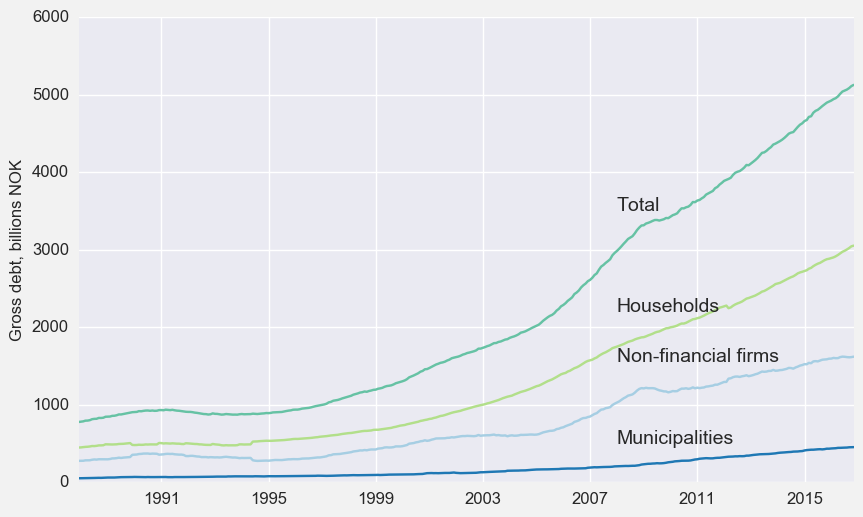 6000
5000
4000
3000
2000
1000
0
Gross debt, billions NOK
Total
Households
Non-financial firms
Municipalities
1991 1995 1999 2003 2007 2011 2015